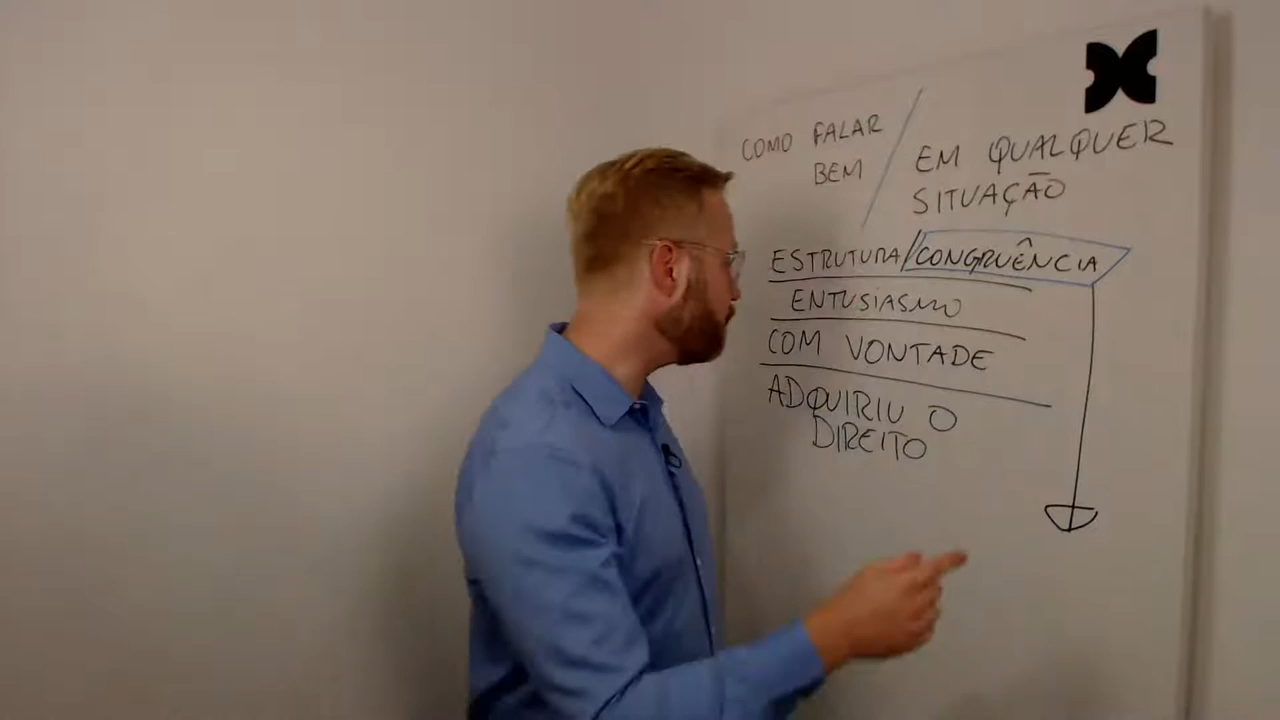 COMO FALAR
BEM
EM QUALQUER
SITUAÇÃO
ESTRUTURA/CONGRUÊNCIA
ENTUSIASMO
COM VONTADE
ADQUIRIU O
DIREITO